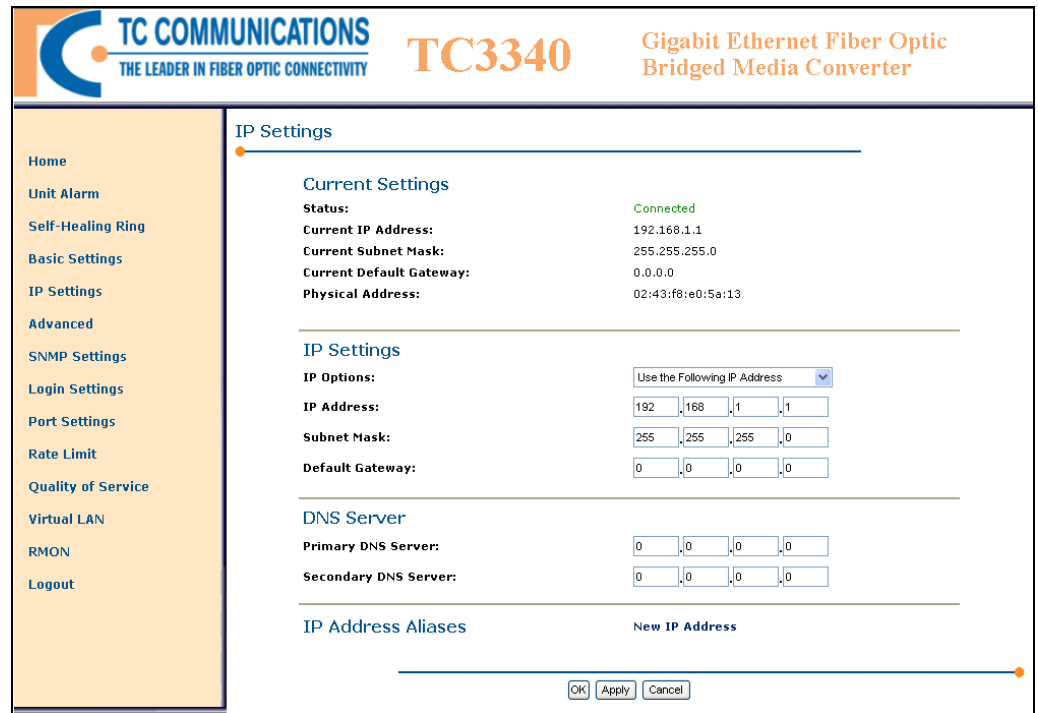 TC COMMUNICATIONS
THE LEADER IN FIBER OPTIC CONNECTIVITY
TC3340
Gigabit Ethernet Fiber Optic
Bridged Media Converter
Home
Unit Alarm
Self-Healing Ring
Basic Settings
IP Settings
Advanced
SNMP Settings
Login Settings
Port Settings
Rate Limit
Quality of Service
Virtual LAN
RMON
Logout
IP Settings
Current Settings
Status: Connected
Current IP Address: 192.168.1.1
Current Subnet Mask: 255.255.255.0
Current Default Gateway: 0.0.0.0
Physical Address: 02:43:f8:e0:5a:13
IP Settings
IP Options: Use the Following IP Address
IP Address: 192 . 168 . 1 . 1
Subnet Mask: 255 . 255 . 255 . 0
Default Gateway: 0 . 0 . 0 . 0
DNS Server
Primary DNS Server: 0 . 0 . 0 . 0
Secondary DNS Server: 0 . 0 . 0 . 0
IP Address Aliases New IP Address
OK Apply Cancel